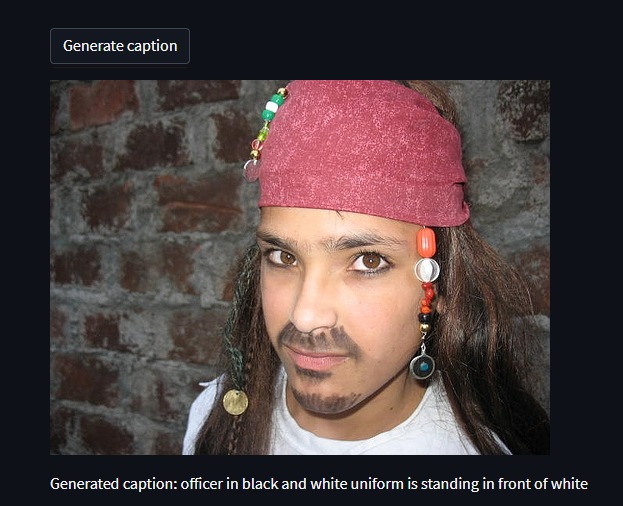 Generate caption
Generated caption: officer in black and white uniform is standing in front of white